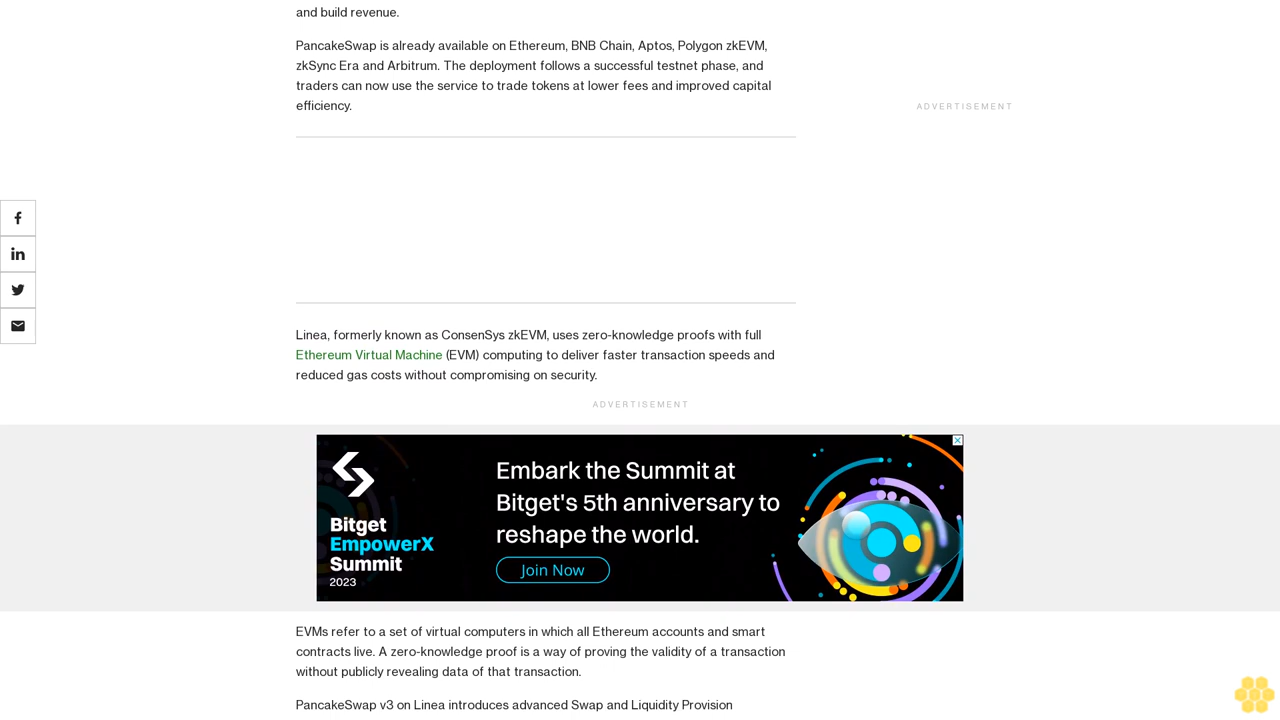 and build revenue.
PancakeSwap is already available on Ethereum, BNB Chain, Aptos, Polygon zkEVM,
zkSync Era and Arbitrum. The deployment follows a successful testnet phase, and
traders can now use the service to trade tokens at lower fees and improved capital
efficiency.
ADVERTISEMENT
Linea, formerly known as ConsenSys zkEVM, uses zero-knowledge proofs with full
Ethereum Virtual Machine (EVM) computing to deliver faster transaction speeds and
reduced gas costs without compromising on security.
ADVERTISEMENT
Bitget
EmpowerX
Summit
2023
Embark the Summit at
Bitget's 5th anniversary to
reshape the world.
Join Now
EVMs refer to a set of virtual computers in which all Ethereum accounts and smart
contracts live. A zero-knowledge proof is a way of proving the validity of a transaction
without publicly revealing data of that transaction.
PancakeSwap v3 on Linea introduces advanced Swap and Liquidity Provision